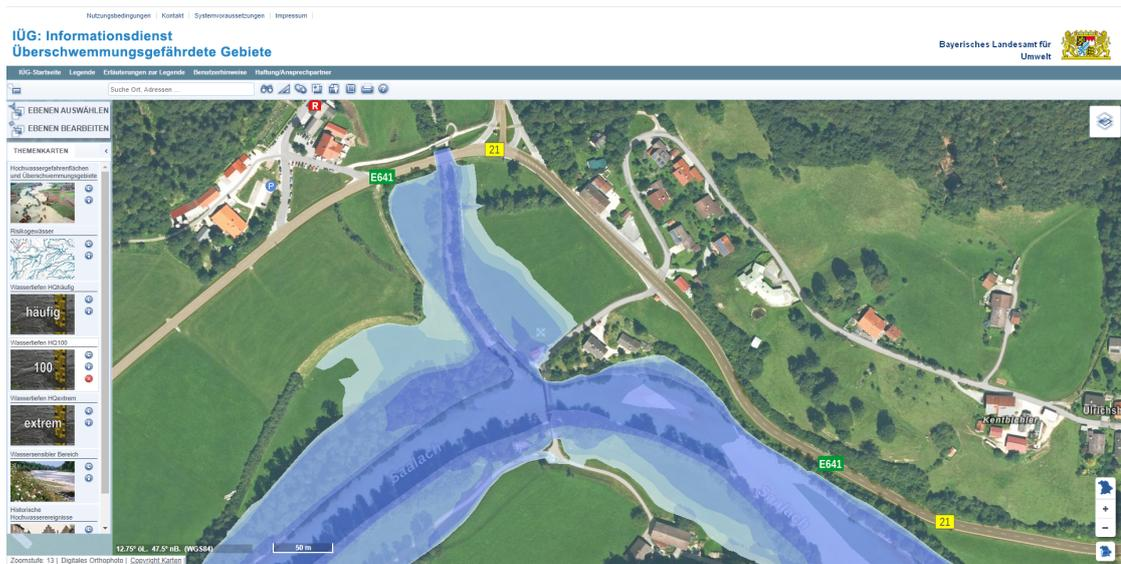 Nutzungsbedingungen | Kontakt | Systemvoraussetzungen | Impressum |
IÜG: Informationsdienst
Überschwemmungsgefährdete Gebiete
Bayerisches Landesamt für
Umwelt
IÜG-Startseite Legende Erläuterungen zur Legende Benutzerhinweise Haftung/Ansprechpartner
Suche Ort, Adressen ...
EBENEN AUSWÄHLEN
EBENEN BEARBEITEN
THEMENKARTEN
Hochwassergefahrenflächen
und Überschwemmungsgebiete
Risikogewässer
Wassertiefen HQhäufig
häufig
Wassertiefen HQ100
100
Wassertiefen HQextrem
extrem
Wassersensibler Bereich
Historische
Hochwasserereignisse
R
21
E641
P
Saalach
Saalach
Kentbichler
Ulrichsh
E641
21
+
−
12.75° öL. 47.5° nB. (WGS84)
50 m
Zoomstufe: 13 | Digitales Orthophoto | Copyright Karten